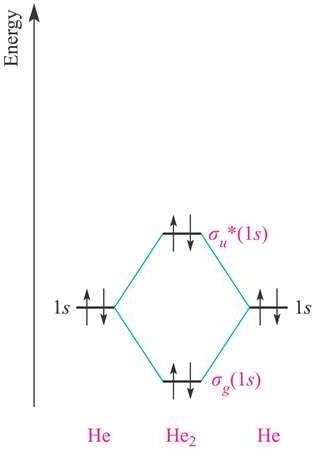 Energy
σu*(1s)
1s
1s
σg(1s)
He
He2
He